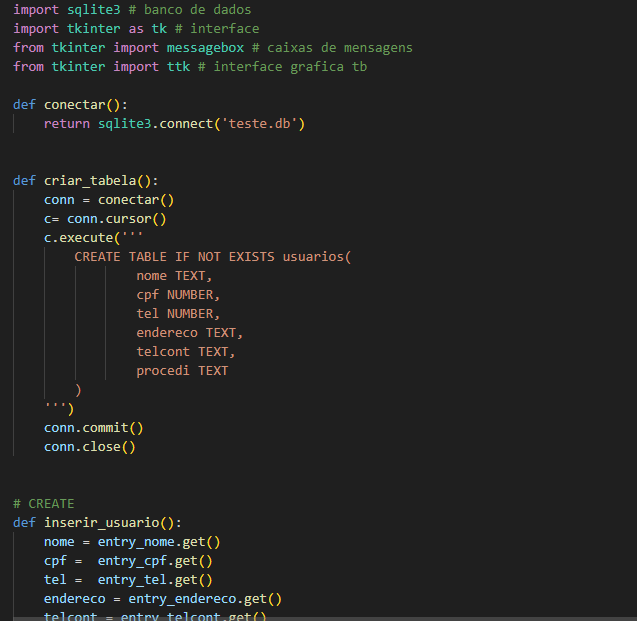 import sqlite3 # banco de dados
import tkinter as tk # interface
from tkinter import messagebox # caixas de mensagens
from tkinter import ttk # interface grafica tb
def conectar():
return sqlite3.connect('teste.db')
def criar_tabela():
conn = conectar()
c= conn.cursor()
c.execute('''
CREATE TABLE IF NOT EXISTS usuarios(
nome TEXT,
cpf NUMBER,
tel NUMBER,
endereco TEXT,
telcont TEXT,
procedi TEXT
)
''')
conn.commit()
conn.close()
# CREATE
def inserir_usuario():
nome = entry_nome.get()
cpf =  entry_cpf.get()
tel =  entry_tel.get()
endereco = entry_endereco.get()
telcont = entry_telcont.get()